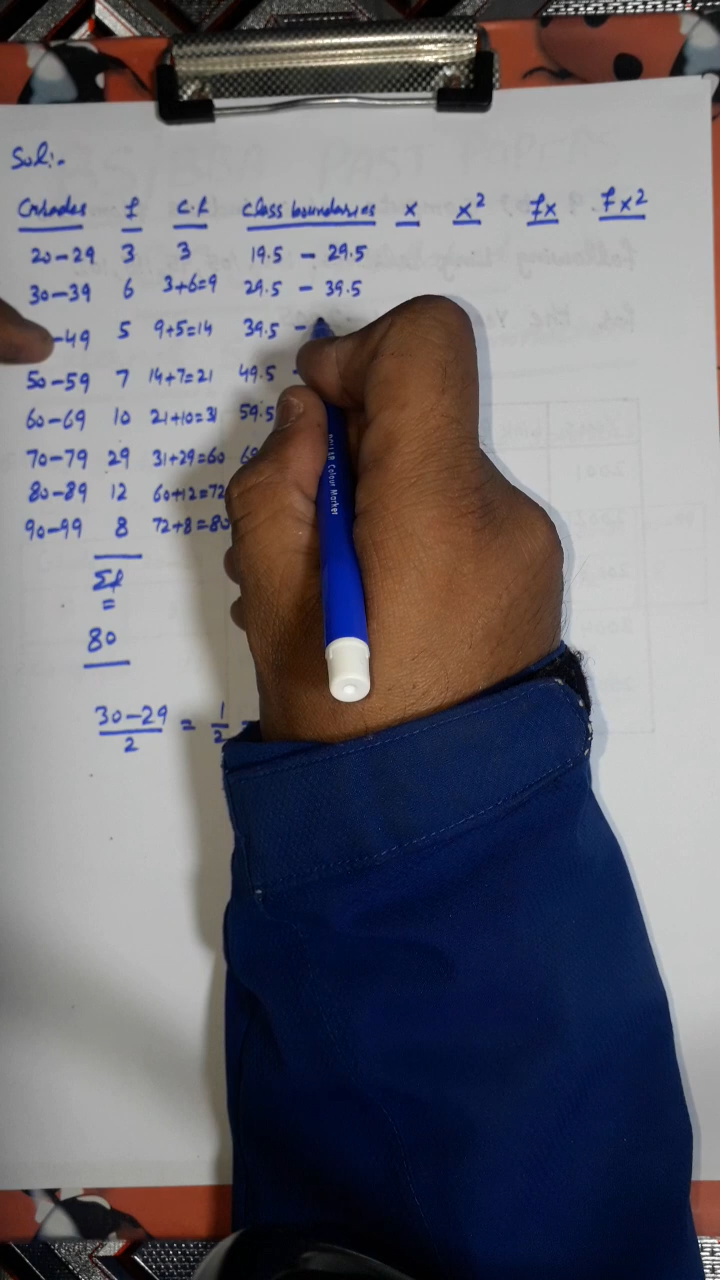 Sol:-
Grades f C.f Class boundaries x x² fx fx²
20-29 3 3 19.5 - 29.5
30-39 6 3+6=9 29.5 - 39.5
-49 5 9+5=14 39.5 -
50-59 7 14+7=21 49.5 -
60-69 10 21+10=31 59.5
70-79 29 31+29=60
80-89 12 60+12=72
90-99 8 72+8=80
Σf
=
80
30-29/2 = 1/2 =
Colour Marker